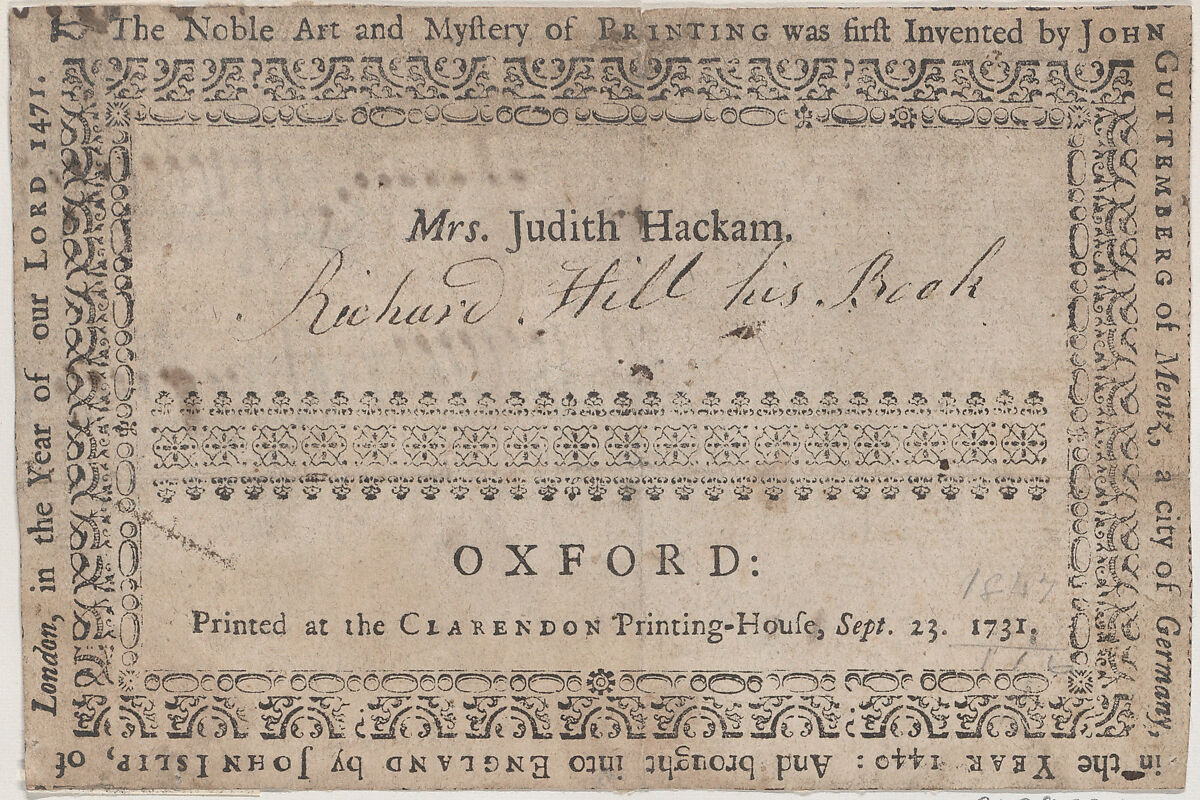 The Noble Art and Myſtery of PRINTING was firſt Invented by JOHN
GUTTEMBERG of Mentz, a city of Germany,
in the YEAR 1440: And brought into ENGLAND by JOHN ISLIP, of
London, in the Year of our LORD 1471.
Mrs. Judith Hackam.
Richard Hill his Book
OXFORD:
Printed at the CLARENDON Printing-Houſe, Sept. 23. 1731.